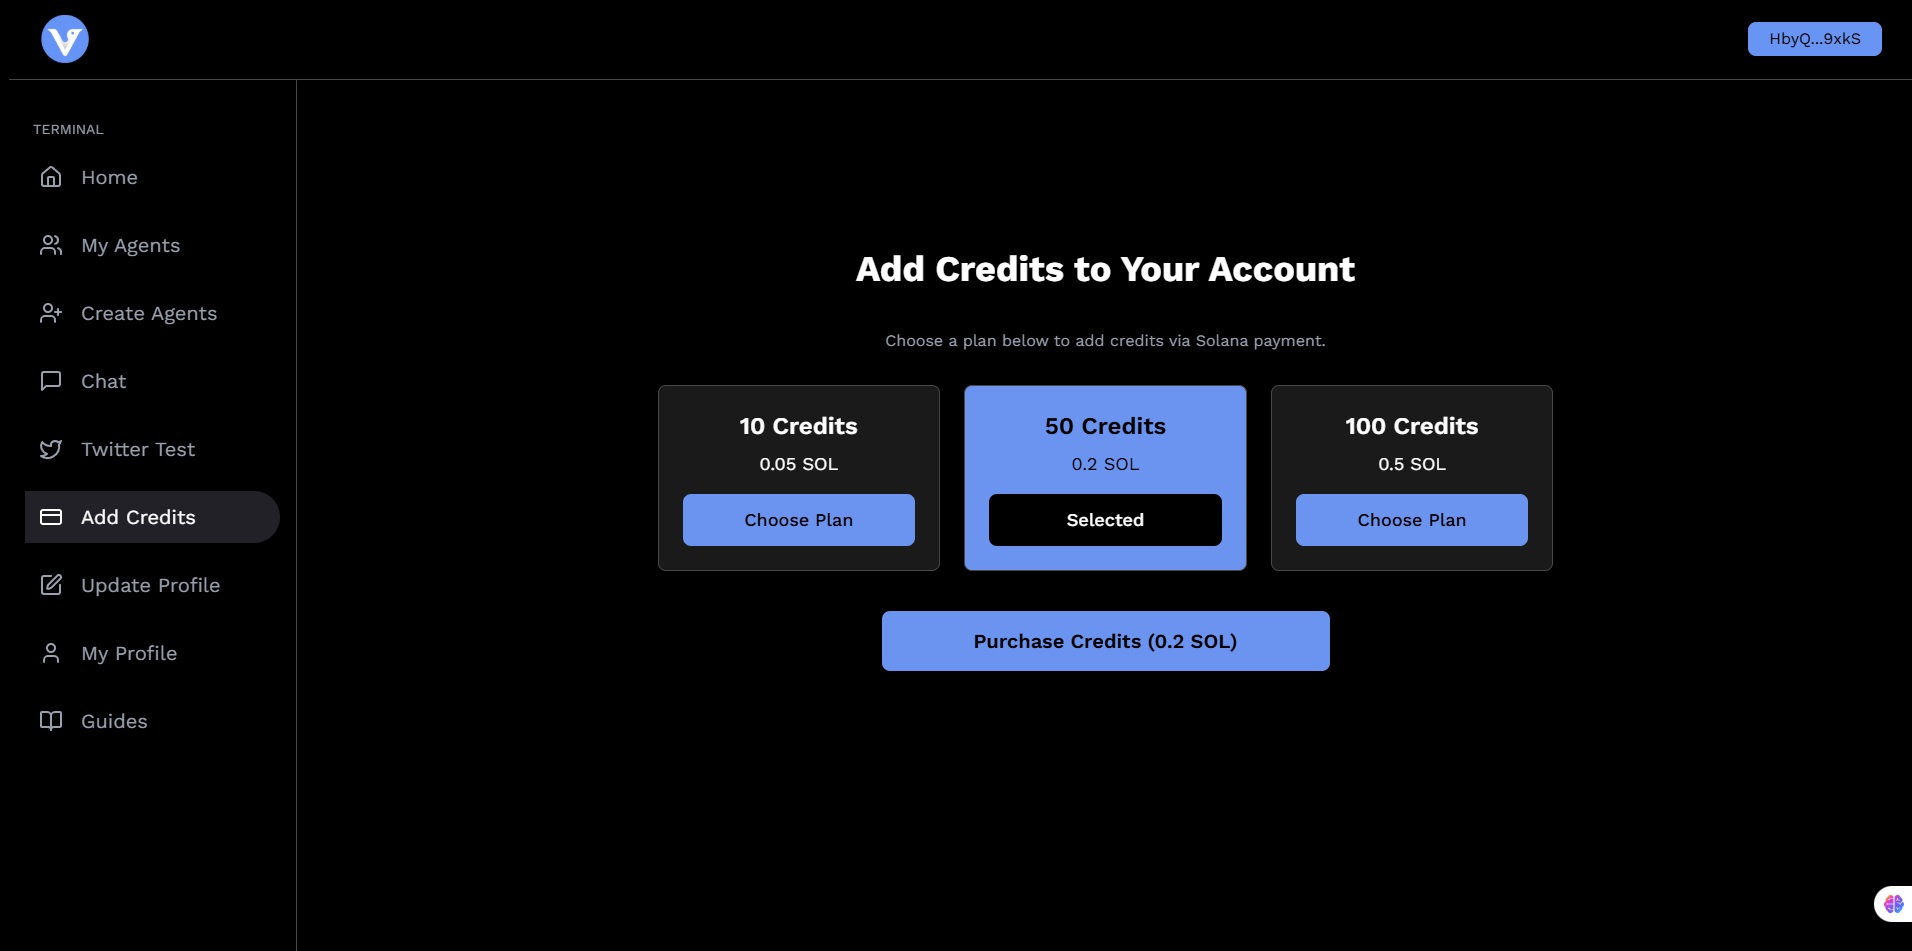 HbyQ...9xkS
TERMINAL
Home
My Agents
Create Agents
Chat
Twitter Test
Add Credits
Update Profile
My Profile
Guides
Add Credits to Your Account
Choose a plan below to add credits via Solana payment.
10 Credits
0.05 SOL
Choose Plan
50 Credits
0.2 SOL
Selected
100 Credits
0.5 SOL
Choose Plan
Purchase Credits (0.2 SOL)